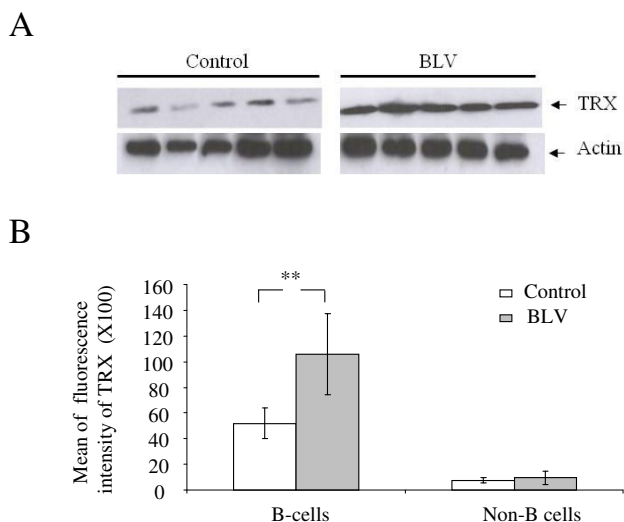 A
Control BLV
TRX
Actin
B
Mean of fluorescence
intensity of TRX (X100)
160
140
120
100
80
60
40
20
0
**
Control
BLV
B-cells Non-B cells